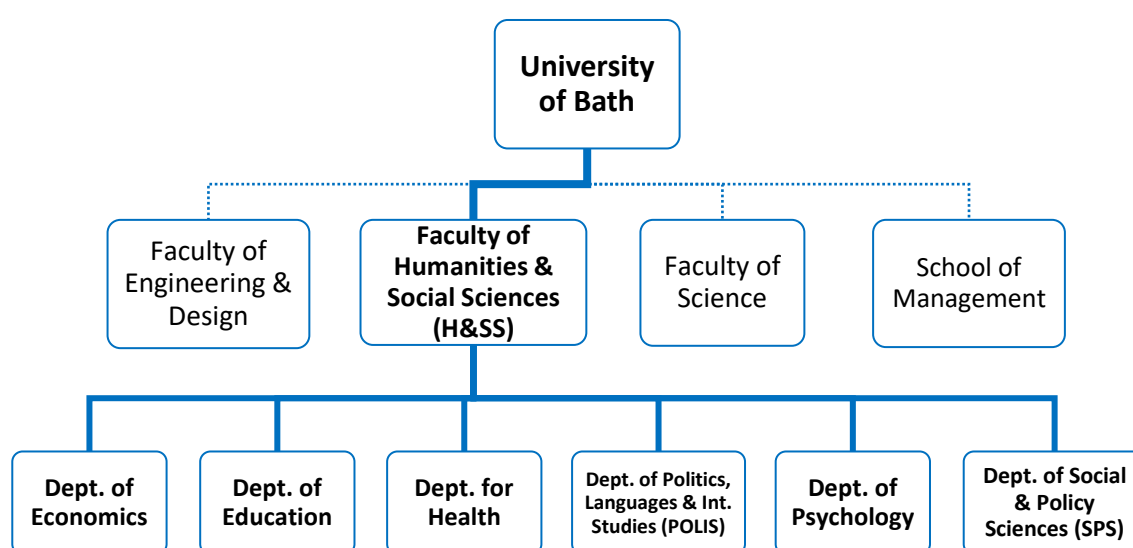 University
of Bath
Faculty of
Engineering &
Design
Faculty of
Humanities &
Social Sciences
(H&SS)
Faculty of
Science
School of
Management
Dept. of
Economics
Dept. of
Education
Dept. for
Health
Dept. of Politics,
Languages & Int.
Studies (POLIS)
Dept. of
Psychology
Dept. of Social
& Policy
Sciences (SPS)